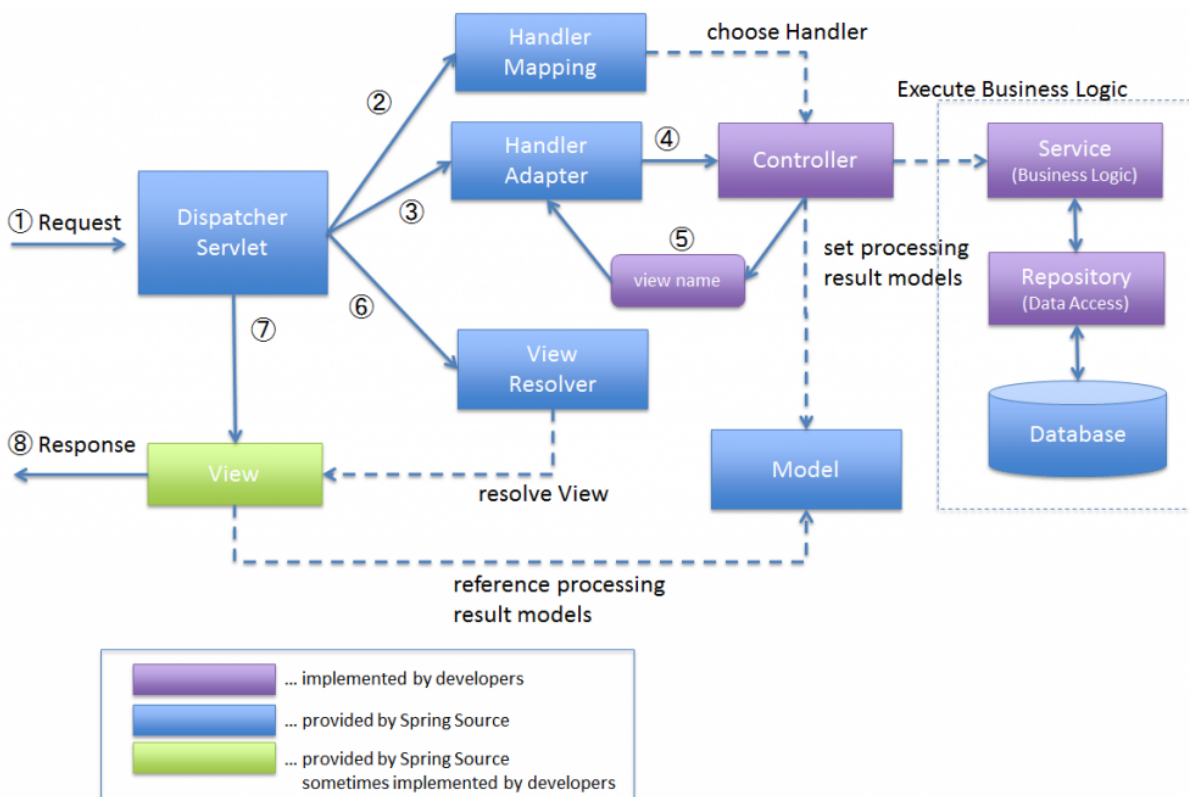 Handler
Mapping
choose Handler
②
Execute Business Logic
Handler
Adapter
④
Controller
Service
(Business Logic)
① Request
Dispatcher
Servlet
③
⑤
view name
set processing
result models
Repository
(Data Access)
⑥
⑦
View
Resolver
Database
⑧ Response
View
resolve View
Model
reference processing
result models
... implemented by developers
... provided by Spring Source
... provided by Spring Source
sometimes implemented by developers